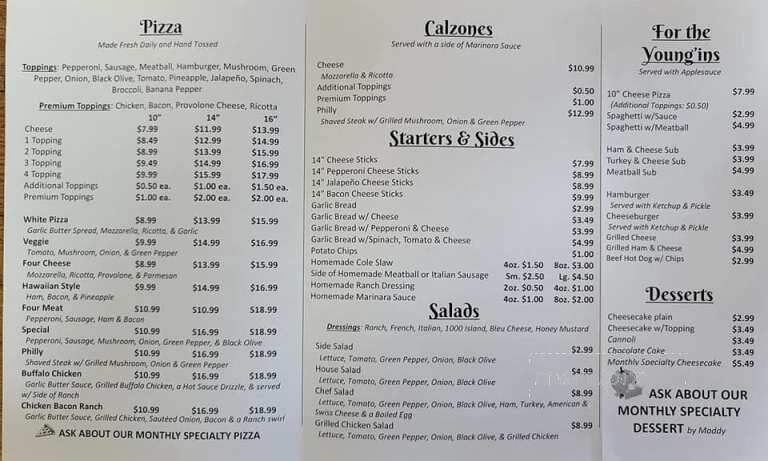 Pizza
Made Fresh Daily and Hand Tossed
Toppings: Pepperoni, Sausage, Meatball, Hamburger, Mushroom, Green
Pepper, Onion, Black Olive, Tomato, Pineapple, Jalapeño, Spinach,
Broccoli, Banana Pepper
Premium Toppings: Chicken, Bacon, Provolone Cheese, Ricotta
10" 14" 16"
Cheese $7.99 $11.99 $13.99
1 Topping $8.49 $12.99 $14.99
2 Topping $8.99 $13.99 $15.99
3 Topping $9.49 $14.99 $16.99
4 Topping $9.99 $15.99 $17.99
Additional Toppings $0.50 ea. $1.00 ea. $1.50 ea.
Premium Toppings $1.00 ea. $2.00 ea. $2.00 ea.
White Pizza $8.99 $13.99 $15.99
Garlic Butter Spread, Mozzarella, Ricotta, & Garlic
Veggie $9.99 $14.99 $16.99
Tomato, Mushroom, Onion, & Green Pepper
Four Cheese $8.99 $13.99 $15.99
Mozzarella, Ricotta, Provolone, & Parmesan
Hawaiian Style $9.99 $14.99 $16.99
Ham, Bacon, & Pineapple
Four Meat $10.99 $10.99 $18.99
Pepperoni, Sausage, Ham & Bacon
Special $10.99 $16.99 $18.99
Pepperoni, Sausage, Mushroom, Onion, Green Pepper, & Black Olive
Philly $10.99 $16.99 $18.99
Shaved Steak w/ Grilled Mushroom, Onion & Green Pepper
Buffalo Chicken $10.99 $16.99 $18.99
Garlic Butter Sauce, Grilled Buffalo Chicken, a Hot Sauce Drizzle, & served
w/ Side of Ranch
Chicken Bacon Ranch $10.99 $16.99 $18.99
Garlic Butter Sauce, Grilled Chicken, Sautéed Onion, Bacon & a Ranch swirl
ASK ABOUT OUR MONTHLY SPECIALTY PIZZA
Calzones
Served with a side of Marinara Sauce
Cheese $10.99
Mozzarella & Ricotta
Additional Toppings $0.50
Premium Toppings $1.00
Philly $12.99
Shaved Steak w/ Grilled Mushroom, Onion & Green Pepper
Starters & Sides
14" Cheese Sticks $7.99
14" Pepperoni Cheese Sticks $8.99
14" Jalapeño Cheese Sticks $8.99
14" Bacon Cheese Sticks $9.99
Garlic Bread $2.99
Garlic Bread w/ Cheese $3.49
Garlic Bread w/ Pepperoni & Cheese $3.99
Garlic Bread w/Spinach, Tomato & Cheese $4.99
Potato Chips $1.00
Homemade Cole Slaw 4oz. $1.50 8oz. $3.00
Side of Homemade Meatball or Italian Sausage Sm. $2.50 Lg. $4.50
Homemade Ranch Dressing 2oz. $0.50 4oz. $1.00
Homemade Marinara Sauce 4oz. $1.00 8oz. $2.00
Salads
Dressings: Ranch, French, Italian, 1000 Island, Bleu Cheese, Honey Mustard
Side Salad $2.99
Lettuce, Tomato, Green Pepper, Onion, Black Olive
House Salad $4.99
Lettuce, Tomato, Green Pepper, Onion, Black Olive
Chef Salad $8.99
Lettuce, Tomato, Green Pepper, Onion, Black Olive, Ham, Turkey, American &
Swiss Cheese & a Boiled Egg
Grilled Chicken Salad $8.99
Lettuce, Tomato, Green Pepper, Onion, Black Olive, & Grilled Chicken
For the
Young'ins
Served with Applesauce
10" Cheese Pizza $7.99
(Additional Toppings: $0.50)
Spaghetti w/Sauce $2.99
Spaghetti w/Meatball $4.99
Ham & Cheese Sub $3.99
Turkey & Cheese Sub $3.99
Meatball Sub $4.99
Hamburger $3.49
Served with Ketchup & Pickle
Cheeseburger $3.99
Served with Ketchup & Pickle
Grilled Cheese $3.99
Grilled Ham & Cheese $4.99
Beef Hot Dog w/ Chips $2.99
Desserts
Cheesecake plain $2.99
Cheesecake w/Topping $3.49
Cannoli $3.49
Chocolate Cake $3.49
Monthly Specialty Cheesecake $5.49
ASK ABOUT OUR
MONTHLY SPECIALTY
DESSERT by Maddy